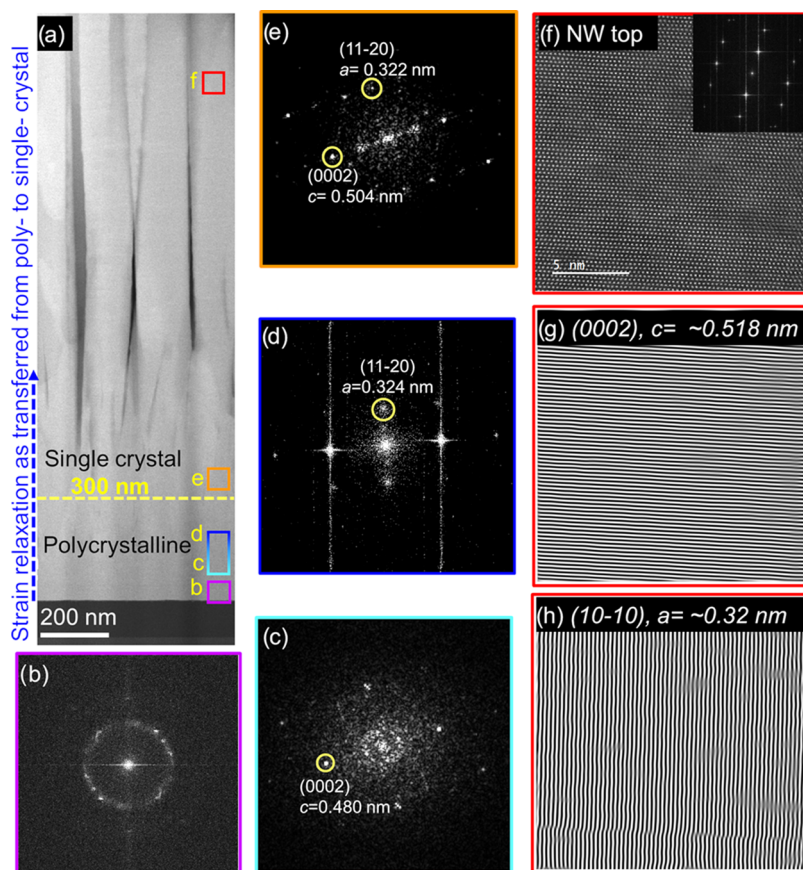 (a)
f
Strain relaxation as transferred from poly- to single- crystal
Single crystal
300 nm
e
Polycrystalline
d
c
b
200 nm
(b)
(e)
(11-20)
a= 0.322 nm
(0002)
c= 0.504 nm
(d)
(11-20)
a=0.324 nm
(c)
(0002)
c=0.480 nm
(f) NW top
5 nm
(g) (0002), c= ~0.518 nm
(h) (10-10), a= ~0.32 nm